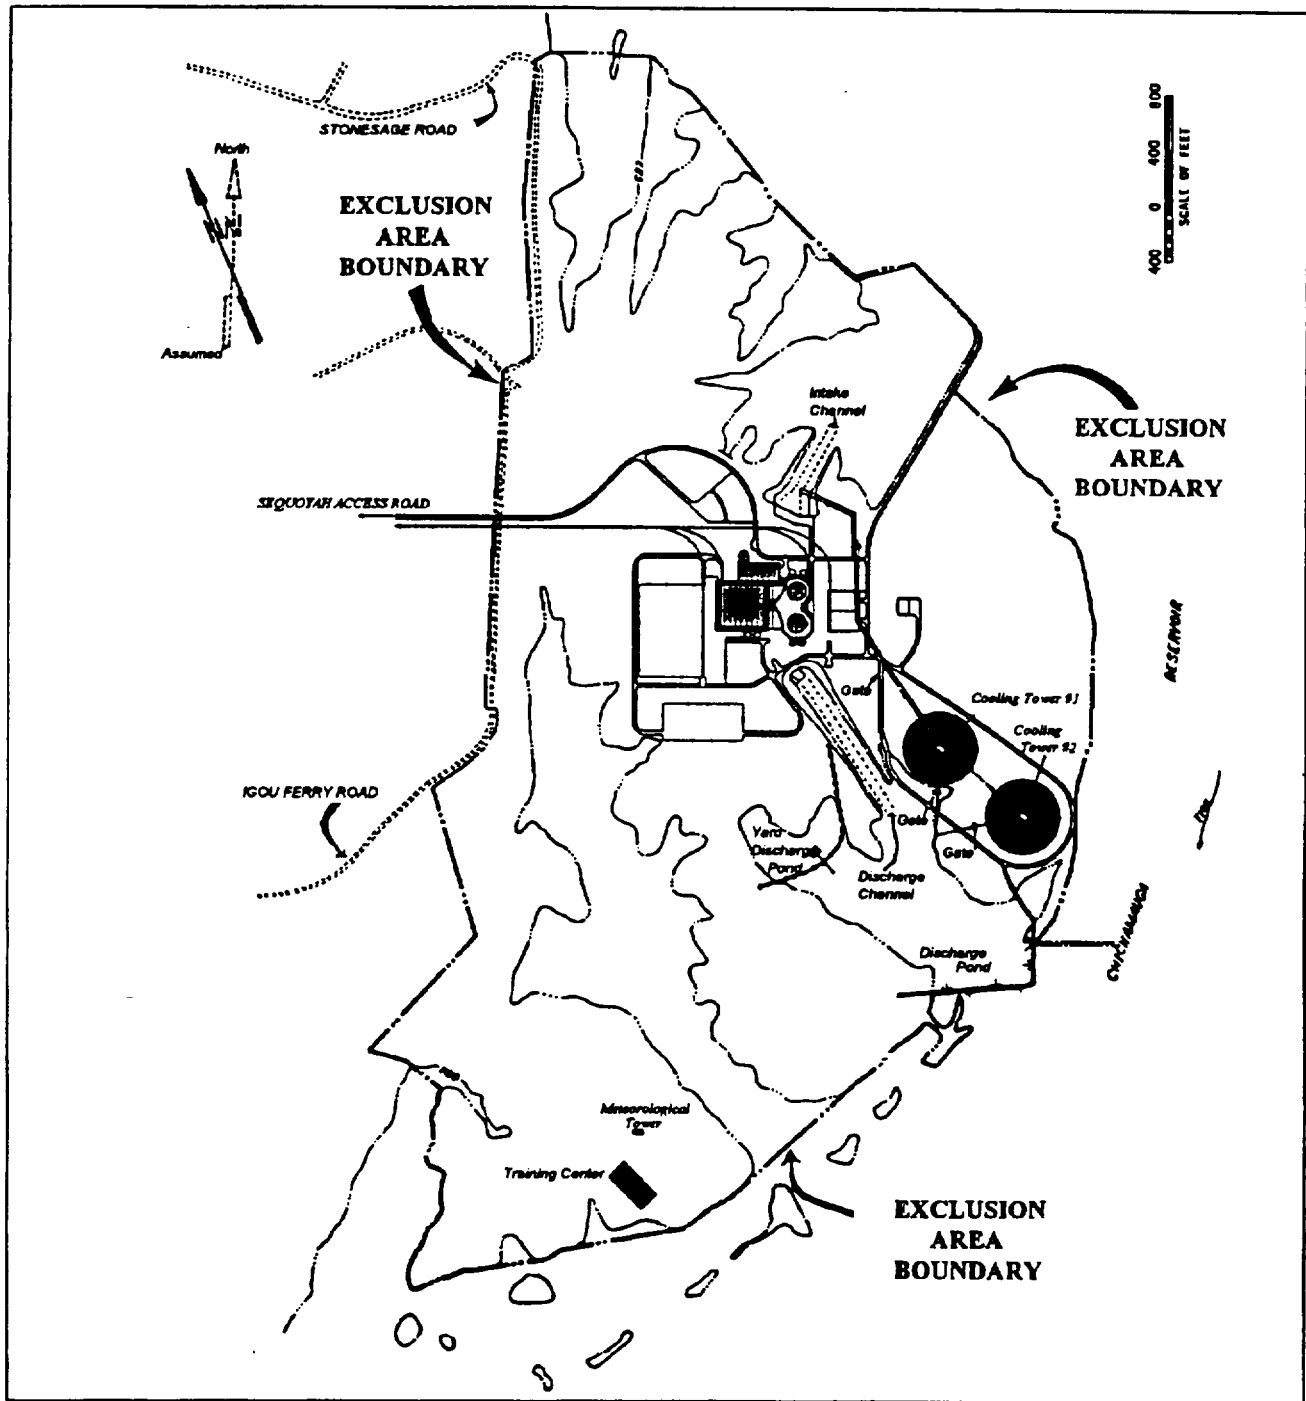 STONESAGE ROAD
North
Assumed
EXCLUSION
AREA
BOUNDARY
800
400
0
400
SCALE OF FEET
Intake
Channel
EXCLUSION
AREA
BOUNDARY
SEQUOYAH ACCESS ROAD
RESERVOIR
Gate
Cooling Tower #1
Cooling
Tower #2
IGOU FERRY ROAD
Gate
Gate
Yard
Discharge
Pond
Discharge
Channel
Flow
CHICKAMAUGA
Discharge
Pond
Meteorological
Tower
Training Center
EXCLUSION
AREA
BOUNDARY